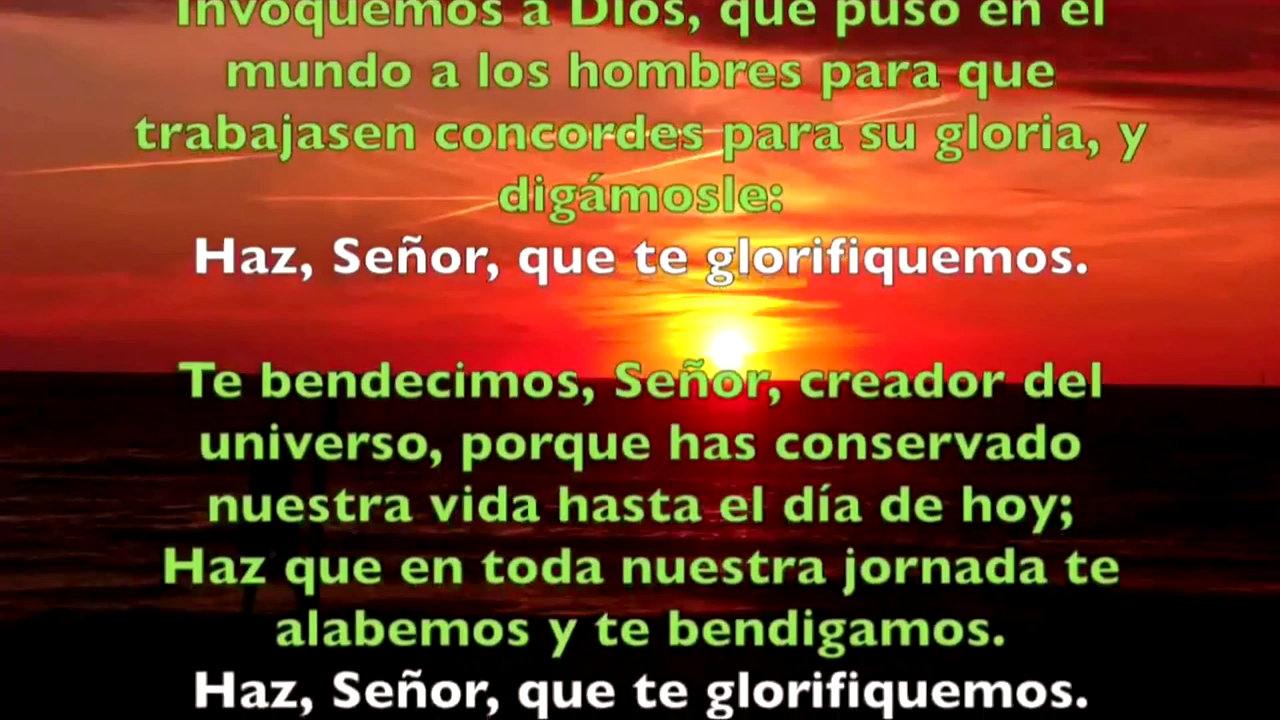 Invoquemos a Dios, que puso en el
mundo a los hombres para que
trabajasen concordes para su gloria, y
digámosle:
Haz, Señor, que te glorifiquemos.
Te bendecimos, Señor, creador del
universo, porque has conservado
nuestra vida hasta el día de hoy;
Haz que en toda nuestra jornada te
alabemos y te bendigamos.
Haz, Señor, que te glorifiquemos.